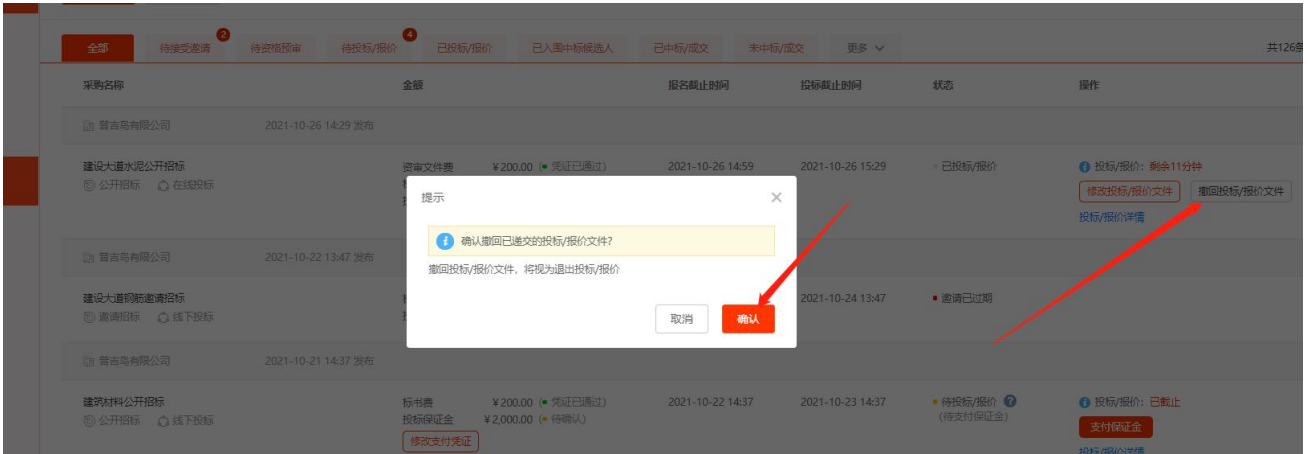 全部 待接受邀请 2 待资格预审 待投标/报价 4 已投标/报价 已入围中标候选人 已中标/成交 未中标/成交 更多 共126条
采购名称 金额 报名截止时间 投标截止时间 状态 操作
普吉岛有限公司 2021-10-26 14:29 发布
建设大道水泥公开招标 资审文件费 ¥200.00 (凭证已通过) 2021-10-26 14:59 2021-10-26 15:29 已投标/报价 投标/报价: 剩余11分钟
公开招标 在线投标 修改投标/报价文件 撤回投标/报价文件
投标/报价详情
提示
确认撤回已递交的投标/报价文件?
撤回投标/报价文件，将视为退出投标/报价
取消 确认
普吉岛有限公司 2021-10-22 13:47 发布
建设大道钢筋邀请招标 2021-10-24 13:47 邀请已过期
邀请招标 线下投标
普吉岛有限公司 2021-10-21 14:37 发布
建筑材料公开招标 标书费 ¥200.00 (凭证已通过) 2021-10-22 14:37 2021-10-23 14:37 待投标/报价 投标/报价: 已截止
公开招标 线下投标 投标保证金 ¥2,000.00 (待确认) (待支付保证金) 支付保证金
修改支付凭证
投标/报价详情